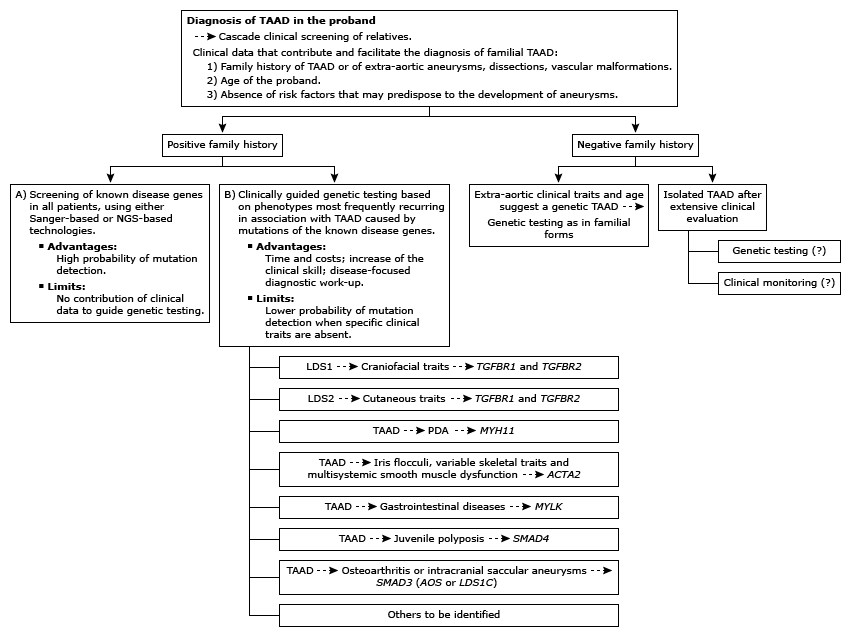 Diagnosis of TAAD in the proband
--➤ Cascade clinical screening of relatives.
Clinical data that contribute and facilitate the diagnosis of familial TAAD:
1) Family history of TAAD or of extra-aortic aneurysms, dissections, vascular malformations.
2) Age of the proband.
3) Absence of risk factors that may predispose to the development of aneurysms.
Positive family history
Negative family history
A) Screening of known disease genes
in all patients, using either
Sanger-based or NGS-based
technologies.
▪ Advantages:
High probability of mutation
detection.
▪ Limits:
No contribution of clinical
data to guide genetic testing.
B) Clinically guided genetic testing based
on phenotypes most frequently recurring
in association with TAAD caused by
mutations of the known disease genes.
▪ Advantages:
Time and costs; increase of the
clinical skill; disease-focused
diagnostic work-up.
▪ Limits:
Lower probability of mutation
detection when specific clinical
traits are absent.
Extra-aortic clinical traits and age
suggest a genetic TAAD --➤
Genetic testing as in familial
forms
Isolated TAAD after
extensive clinical
evaluation
Genetic testing (?)
Clinical monitoring (?)
LDS1 --➤ Craniofacial traits --➤ TGFBR1 and TGFBR2
LDS2 --➤ Cutaneous traits --➤ TGFBR1 and TGFBR2
TAAD --➤ PDA --➤ MYH11
TAAD --➤ Iris flocculi, variable skeletal traits and
multisystemic smooth muscle dysfunction --➤ ACTA2
TAAD --➤ Gastrointestinal diseases --➤ MYLK
TAAD --➤ Juvenile polyposis --➤ SMAD4
TAAD --➤ Osteoarthritis or intracranial saccular aneurysms --➤
SMAD3 (AOS or LDS1C)
Others to be identified